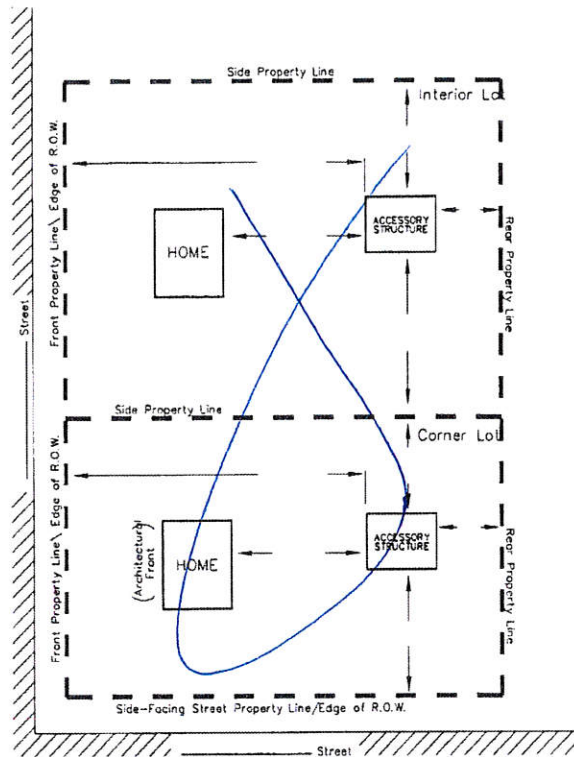 Side Property Line
Interior Lot
Front Property Line\ Edge of R.O.W.
HOME
ACCESSORY
STRUCTURE
Rear Property Line
Street
Side Property Line
Corner Lot
Front Property Line\ Edge of R.O.W.
(Architectural
Front)
HOME
ACCESSORY
STRUCTURE
Rear Property Line
Side-Facing Street Property Line/Edge of R.O.W.
Street